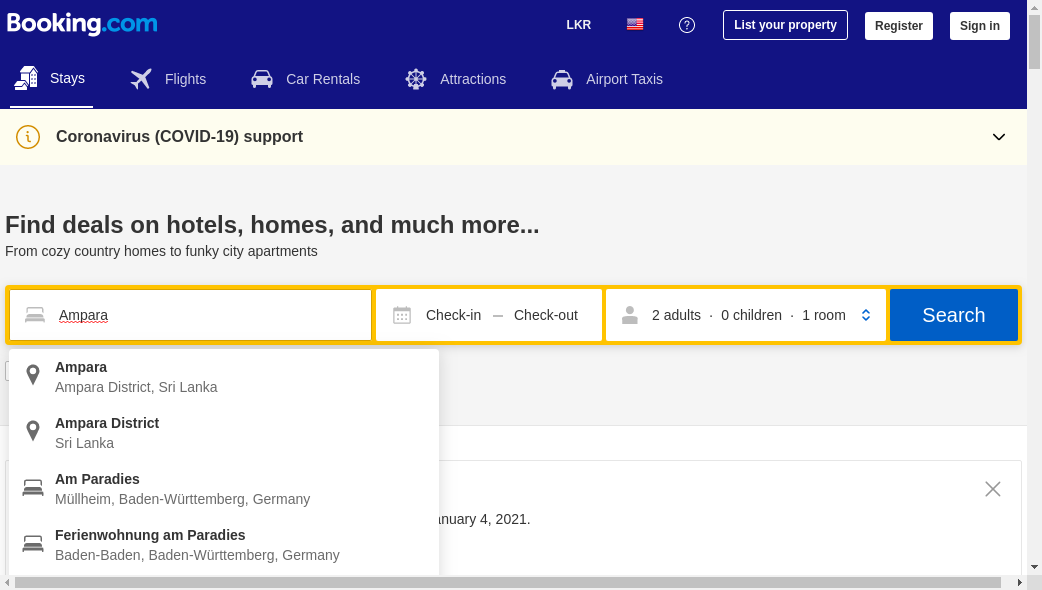 Booking.com
LKR
List your property
Register
Sign in
Stays
Flights
Car Rentals
Attractions
Airport Taxis
Coronavirus (COVID-19) support
Find deals on hotels, homes, and much more...
From cozy country homes to funky city apartments
Ampara
Check-in — Check-out
2 adults · 0 children · 1 room
Search
Ampara
Ampara District, Sri Lanka
Ampara District
Sri Lanka
Am Paradies
Müllheim, Baden-Württemberg, Germany
anuary 4, 2021.
Ferienwohnung am Paradies
Baden-Baden, Baden-Württemberg, Germany